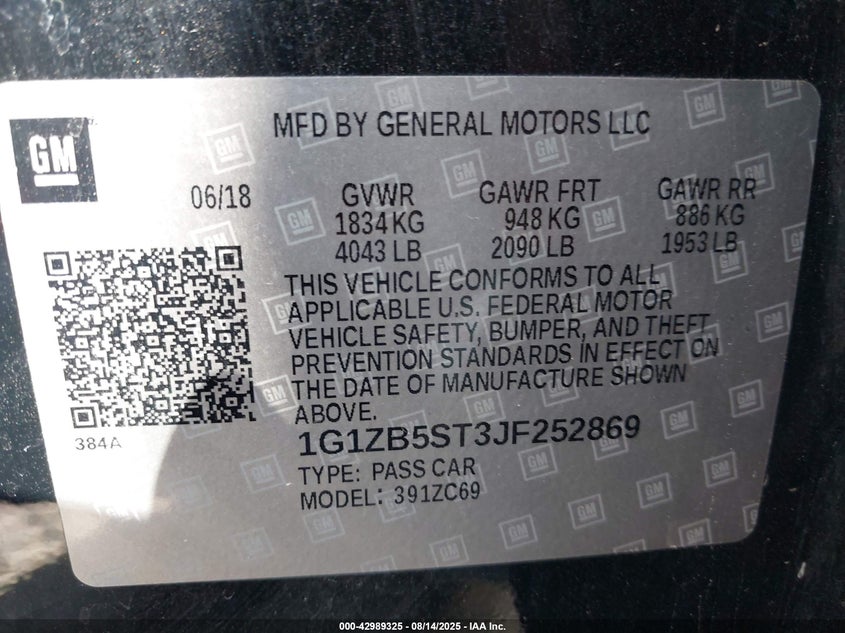 GM
MFD BY GENERAL MOTORS LLC
06/18
GVWR
1834 KG
4043 LB
GAWR FRT
948 KG
2090 LB
GAWR RR
886 KG
1953 LB
THIS VEHICLE CONFORMS TO ALL
APPLICABLE U.S. FEDERAL MOTOR
VEHICLE SAFETY, BUMPER, AND THEFT
PREVENTION STANDARDS IN EFFECT ON
THE DATE OF MANUFACTURE SHOWN
ABOVE.
384A
1G1ZB5ST3JF252869
TYPE: PASS CAR
MODEL: 391ZC69
000-42989325 - 08/14/2025 - IAA Inc.